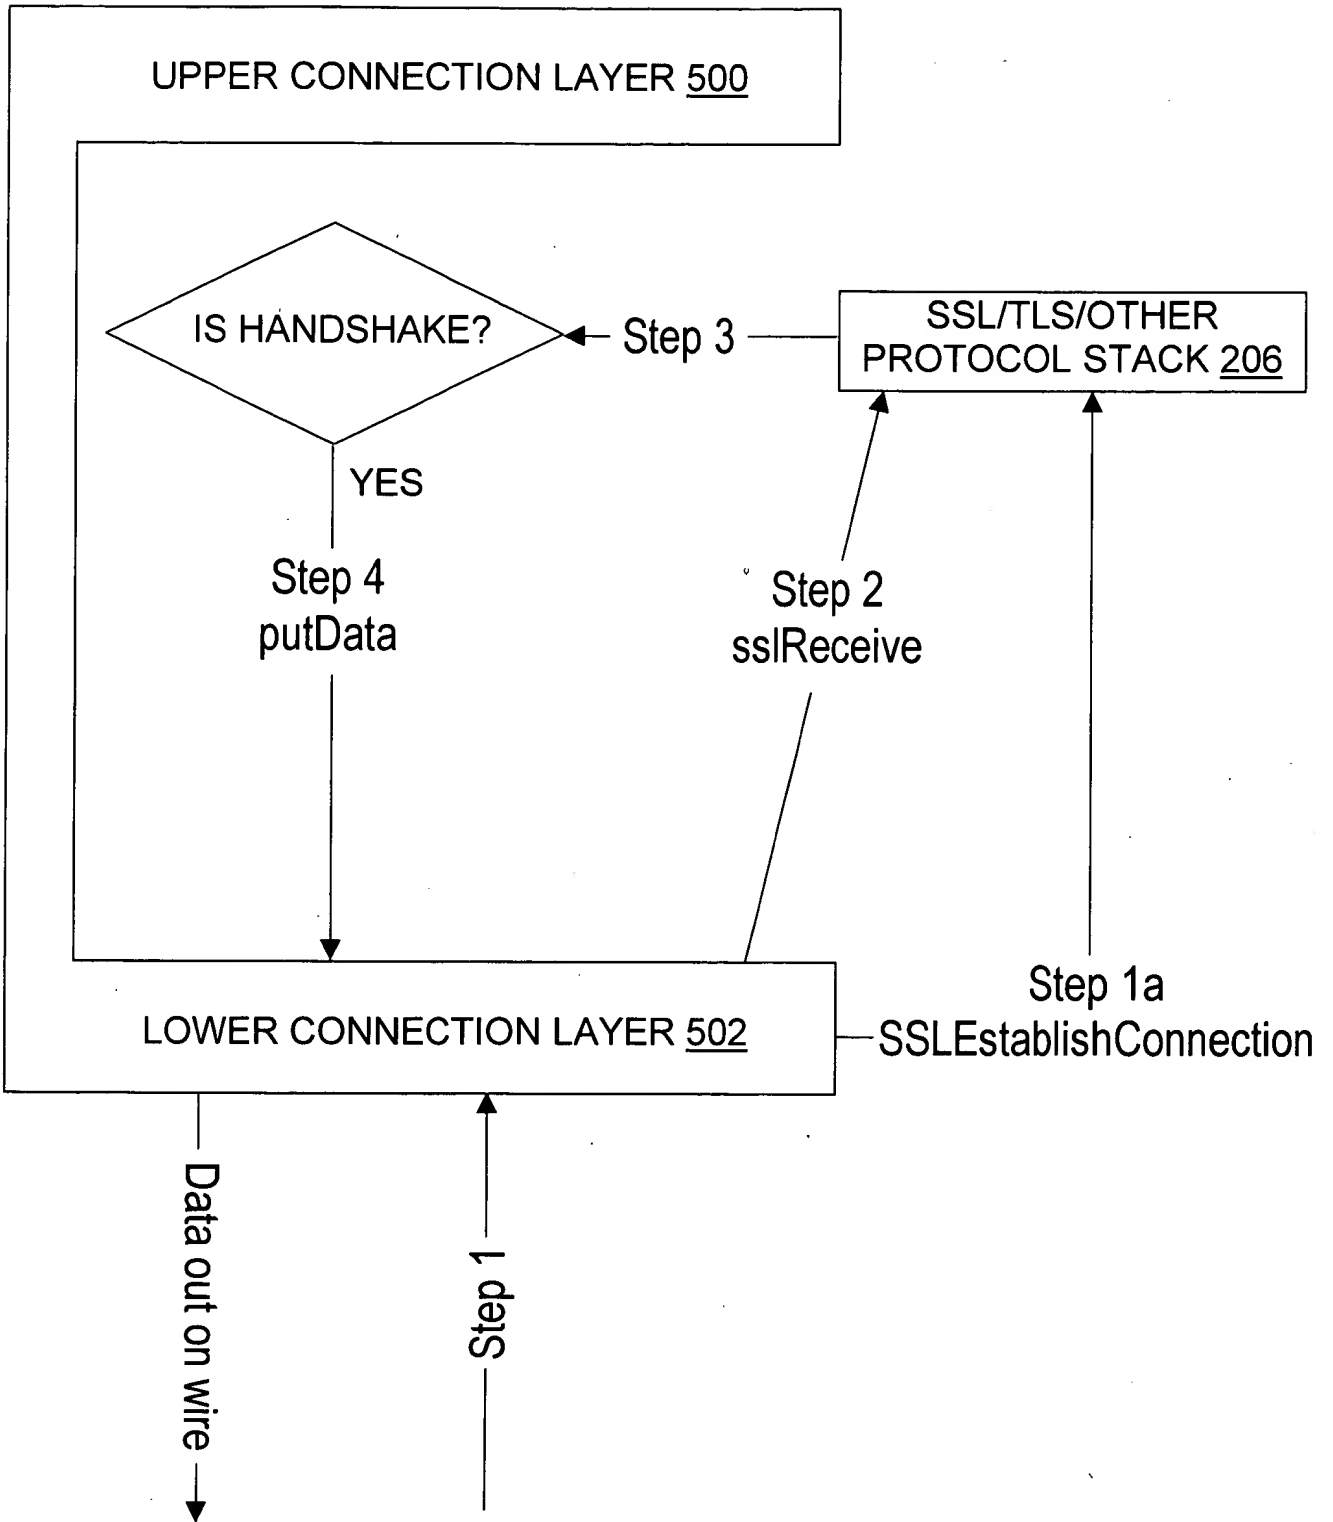 UPPER CONNECTION LAYER 500
IS HANDSHAKE?
Step 3
SSL/TLS/OTHER
PROTOCOL STACK 206
YES
Step 4
putData
Step 2
sslReceive
Step 1a
SSLEstablishConnection
LOWER CONNECTION LAYER 502
Data out on wire
Step 1